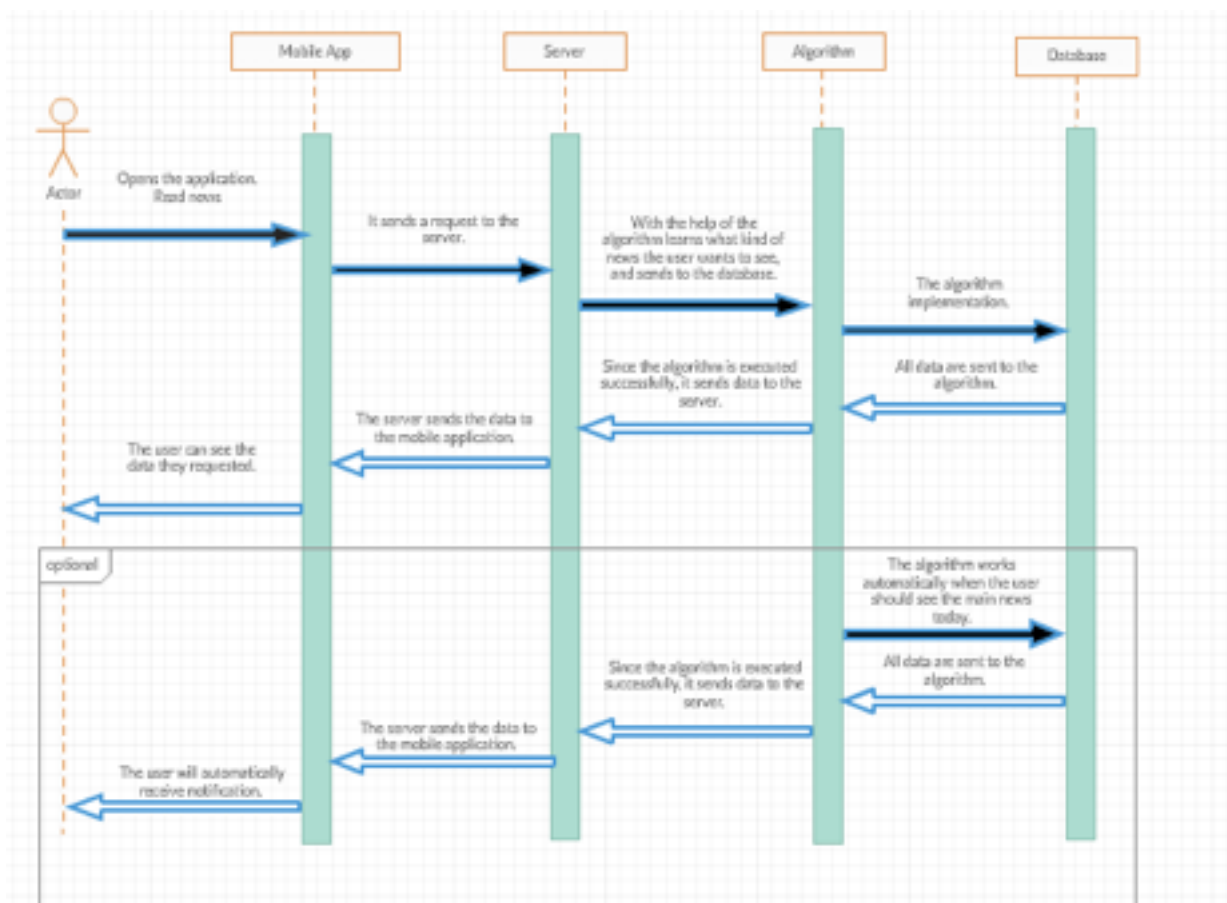 Mobile App
Server
Algorithm
Database
Actor
Opens the application.
Read news
It sends a request to the
server.
With the help of the
algorithm learns what kind of
news the user wants to see,
and sends to the database.
The algorithm
implementation.
All data are sent to the
algorithm.
Since the algorithm is executed
successfully, it sends data to the
server.
The server sends the data to
the mobile application.
The user can see the
data they requested.
optional
The algorithm works
automatically when the user
should see the main news
today.
All data are sent to the
algorithm.
Since the algorithm is executed
successfully, it sends data to the
server.
The server sends the data to
the mobile application.
The user will automatically
receive notification.